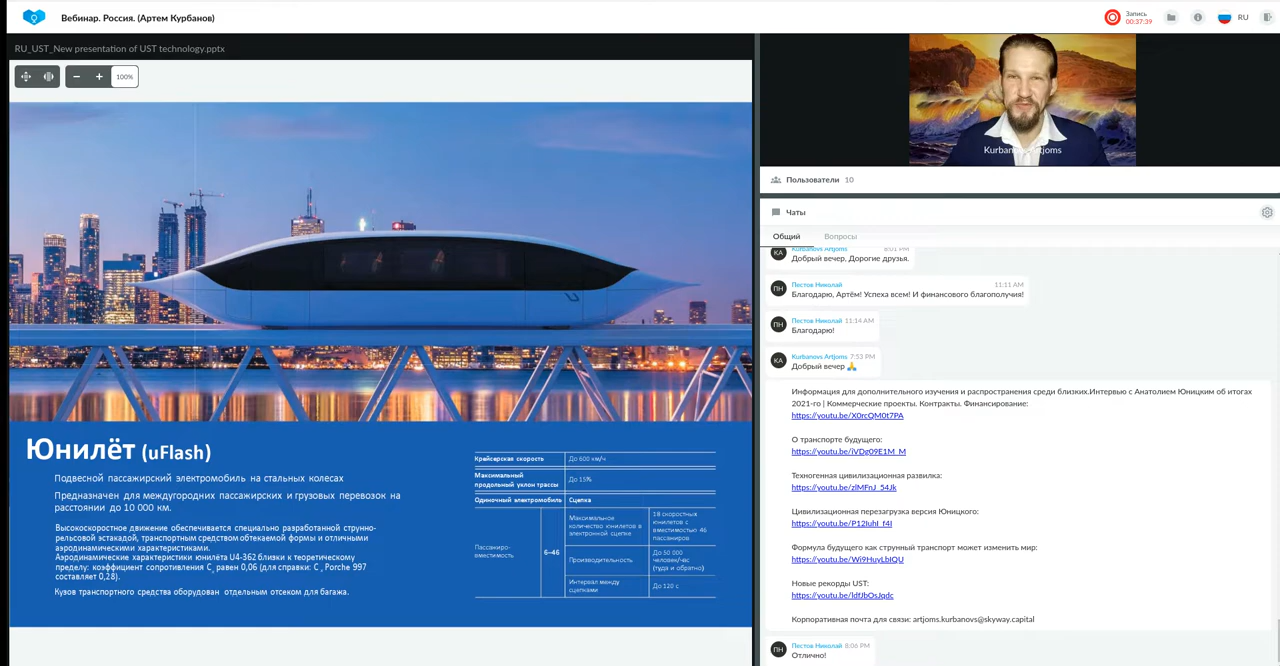 Вебинар. Россия. (Артем Курбанов)
Запись
00:37:39
RU
RU_UST_New presentation of UST technology.pptx
100%
Юнилёт (uFlash)
Подвесной пассажирский электромобиль на стальных колесах
Предназначен для международных пассажирских и грузовых перевозок на
расстоянии до 10 000 км.
Высокоскоростное движение обеспечивается специально разработанной струнно-
рельсовой эстакадой, транспортным средством обтекаемой формы и отличными
аэродинамическими характеристиками.
Аэродинамические характеристики юнилёта U4-362 близки к теоретическому
пределу: коэффициент сопротивления Cx равен 0,06 (для справки: Cx Porche 997
составляет 0,28).
Кузов транспортного средства оборудован отдельным отсеком для багажа.
Крейсерская скорость До 600 км/ч
Максимальный
продольный уклон трассы До 15%
Одиночный электромобиль Сцепка
Пассажиро-
вместимость
6–46
Максимальное
количество юнилетов в
электронной сцепке
18 скоростных
юнилетов с
вместимостью 46
пассажиров
Производительность
До 50 000
человек/час
(туда и обратно)
Интервал между
сцепками
До 120 с
Kurbanovs Artjoms
Пользователи 10
Чаты
Общий Вопросы
КА
Kurbanovs Artjoms 8:01 PM
Добрый вечер, Дорогие друзья.
ПН
Пестов Николай 11:11 AM
Благодарю, Артём! Успеха всем! И финансового благополучия!
ПН
Пестов Николай 11:14 AM
Благодарю!
КА
Kurbanovs Artjoms 7:53 PM
Добрый вечер 🙏
Информация для дополнительного изучения и распространения среди близких.Интервью с Анатолием Юницким об итогах
2021-го | Коммерческие проекты. Контракты. Финансирование:
https://youtu.be/X0rcQM0t7PA
О транспорте будущего:
https://youtu.be/iVDg09E1M_M
Техногенная цивилизационная развилка:
https://youtu.be/zlMFnJ_54Jk
Цивилизационная перезагрузка версия Юницкого:
https://youtu.be/P12IuhI_f4I
Формула будущего как струнный транспорт может изменить мир:
https://youtu.be/Wi9HuyLbIQU
Новые рекорды UST:
https://youtu.be/ldfJbOsJqdc
Корпоративная почта для связи: artjoms.kurbanovs@skyway.capital
ПН
Пестов Николай 8:06 PM
Отлично!